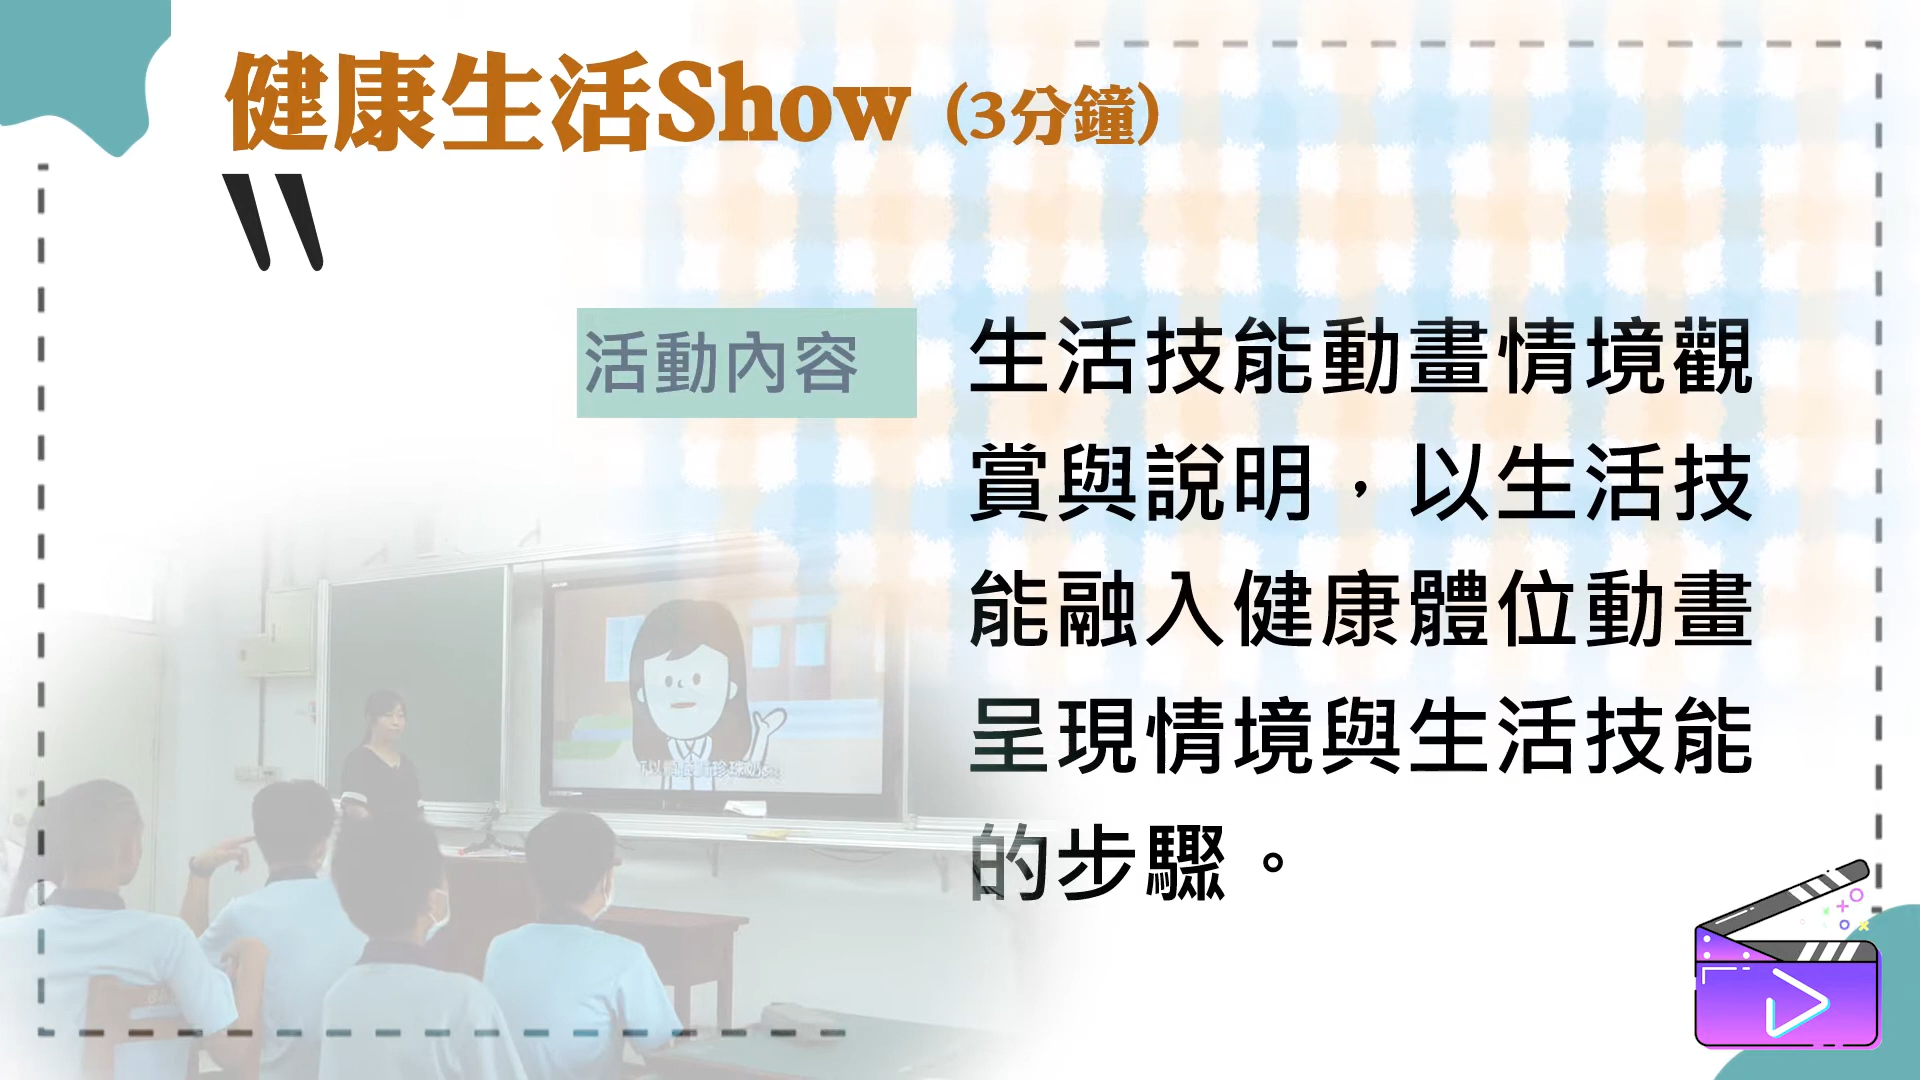 健康生活Show（3分鐘）
活動內容
生活技能動畫情境觀
賞與說明，以生活技
能融入健康體位動畫
呈現情境與生活技能
的步驟。